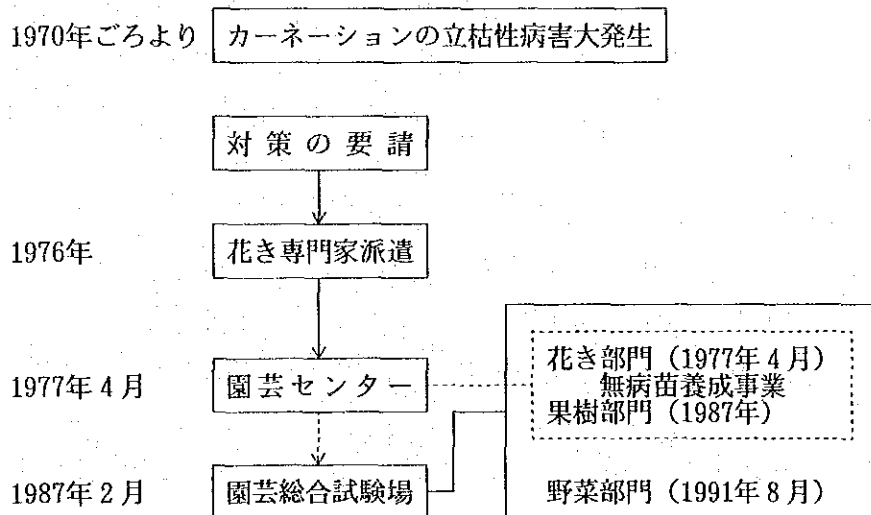 1970年ごろより カーネーションの立枯性病害大発生
対策の要請
1976年 花き専門家派遣
花き部門（1977年4月）
1977年4月 園芸センター 無病苗養成事業
果樹部門（1987年）
1987年2月 園芸総合試験場 野菜部門（1991年8月）